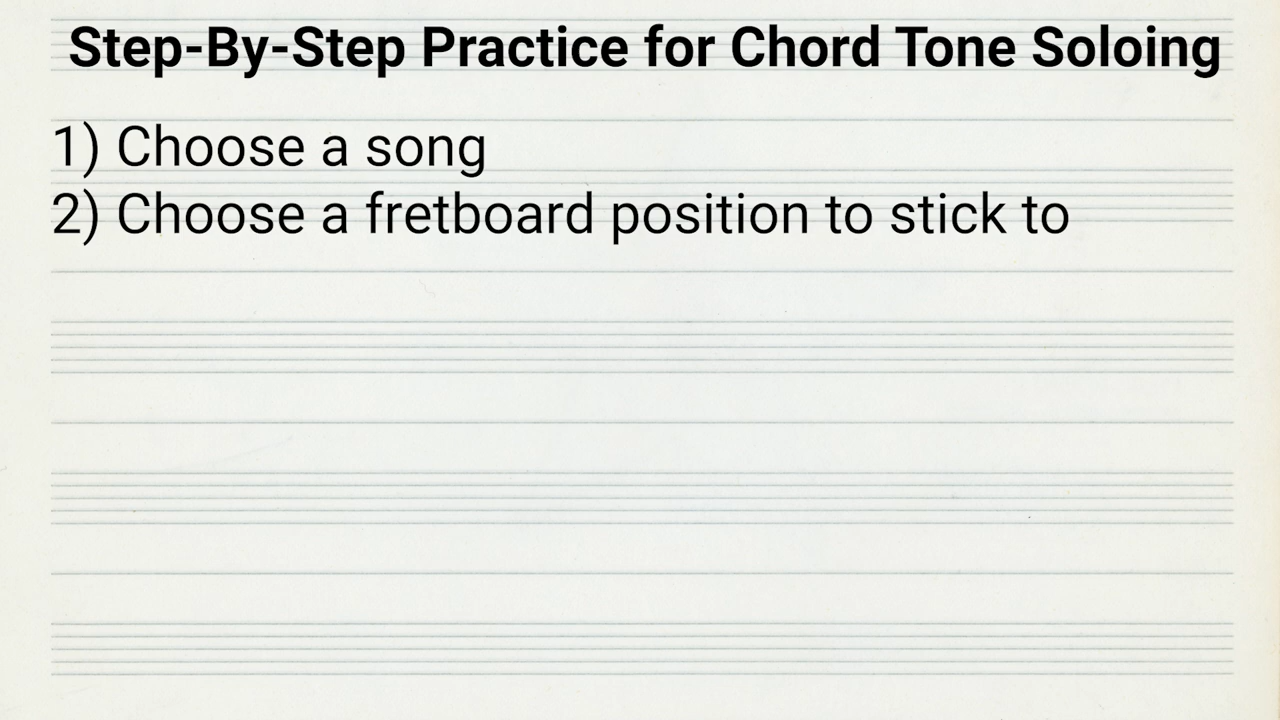 Step-By-Step Practice for Chord Tone Soloing
1) Choose a song
2) Choose a fretboard position to stick to